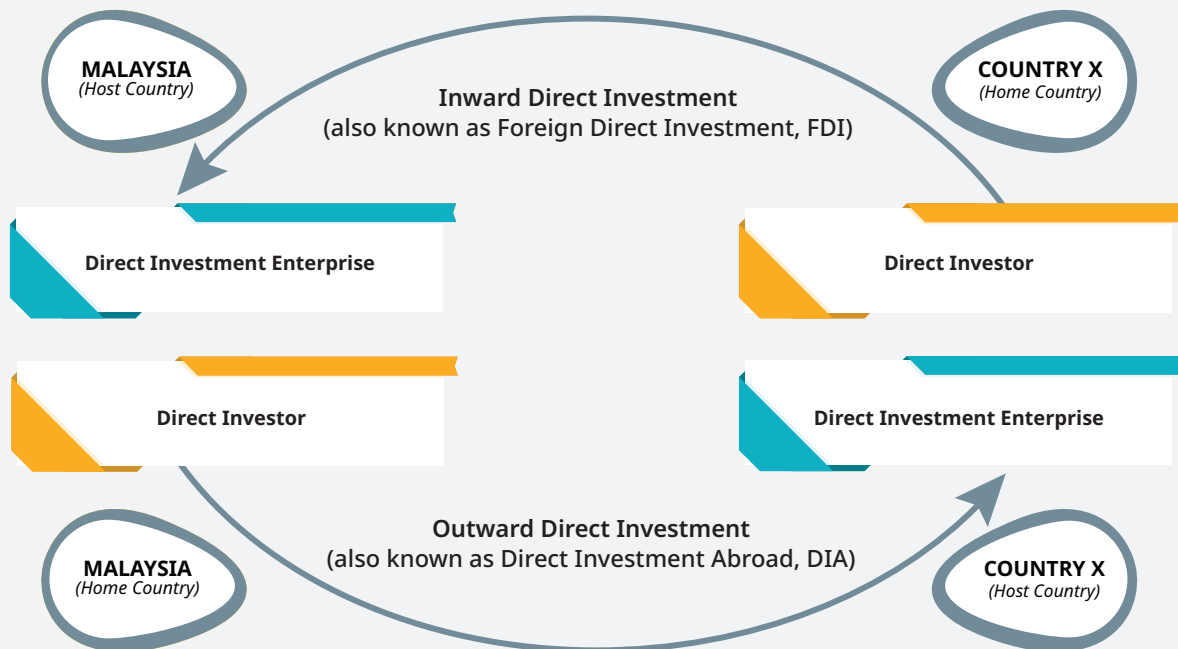 MALAYSIA
(Host Country)
COUNTRY X
(Home Country)
Inward Direct Investment
(also known as Foreign Direct Investment, FDI)
Direct Investment Enterprise
Direct Investor
Direct Investor
Direct Investment Enterprise
Outward Direct Investment
(also known as Direct Investment Abroad, DIA)
MALAYSIA
(Home Country)
COUNTRY X
(Host Country)